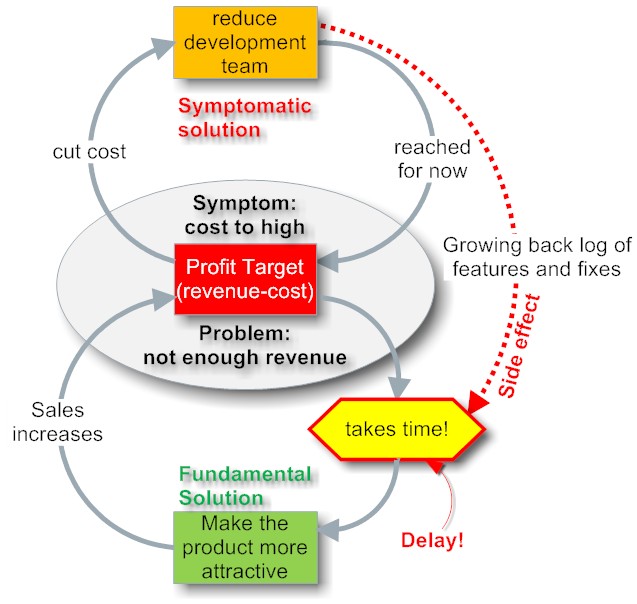 reduce
development
team
Symptomatic
solution
cut cost
reached
for now
Symptom:
cost to high
Growing back log of
features and fixes
Profit Target
(revenue-cost)
Side effect
Problem:
not enough revenue
Sales
increases
takes time!
Fundamental
Solution
Make the
product more
attractive
Delay!